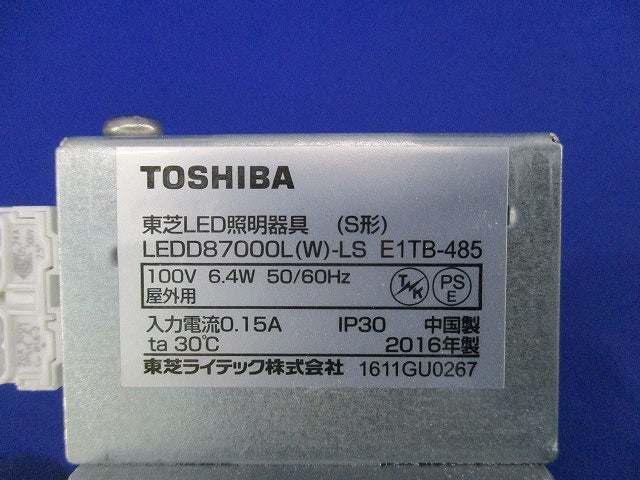 TOSHIBA
東芝LED照明器具 (S形)
LEDD87000L(W)-LS E1TB-485
100V 6.4W 50/60Hz
屋外用
PS
E
入力電流0.15A IP30 中国製
ta 30℃ 2016年製
東芝ライテック株式会社 1611GU0267